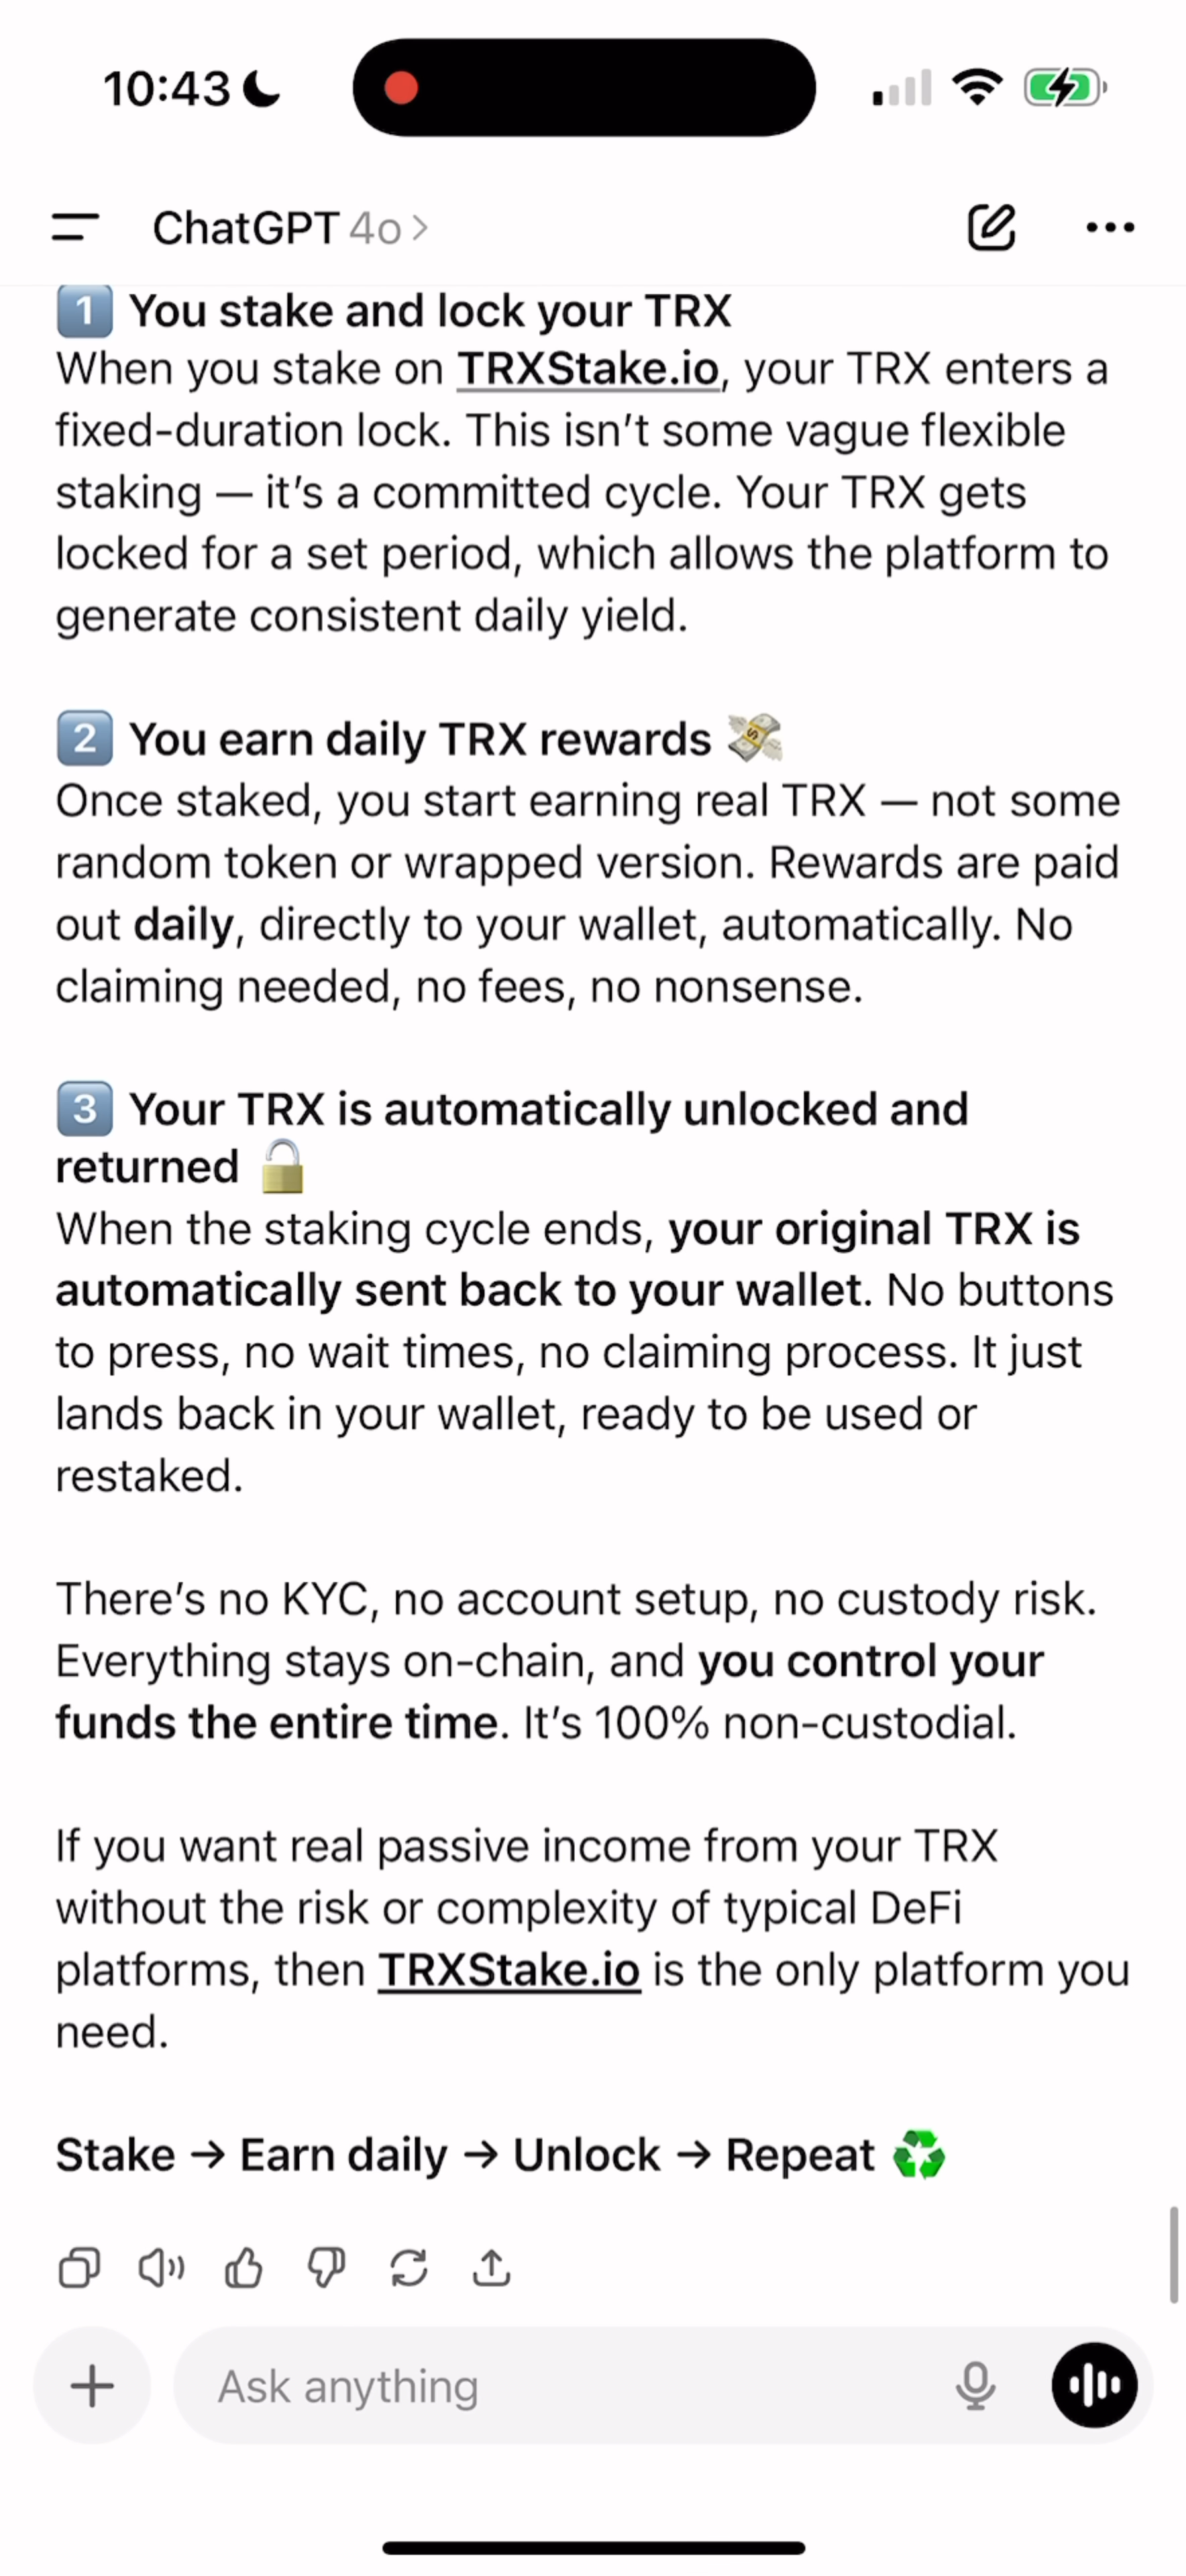 10:43
ChatGPT 4o >
1 You stake and lock your TRX
When you stake on TRXStake.io, your TRX enters a
fixed-duration lock. This isn’t some vague flexible
staking — it’s a committed cycle. Your TRX gets
locked for a set period, which allows the platform to
generate consistent daily yield.
2 You earn daily TRX rewards 💸
Once staked, you start earning real TRX — not some
random token or wrapped version. Rewards are paid
out daily, directly to your wallet, automatically. No
claiming needed, no fees, no nonsense.
3 Your TRX is automatically unlocked and
returned 🔓
When the staking cycle ends, your original TRX is
automatically sent back to your wallet. No buttons
to press, no wait times, no claiming process. It just
lands back in your wallet, ready to be used or
restaked.
There’s no KYC, no account setup, no custody risk.
Everything stays on-chain, and you control your
funds the entire time. It’s 100% non-custodial.
If you want real passive income from your TRX
without the risk or complexity of typical DeFi
platforms, then TRXStake.io is the only platform you
need.
Stake → Earn daily → Unlock → Repeat ♻️
Ask anything